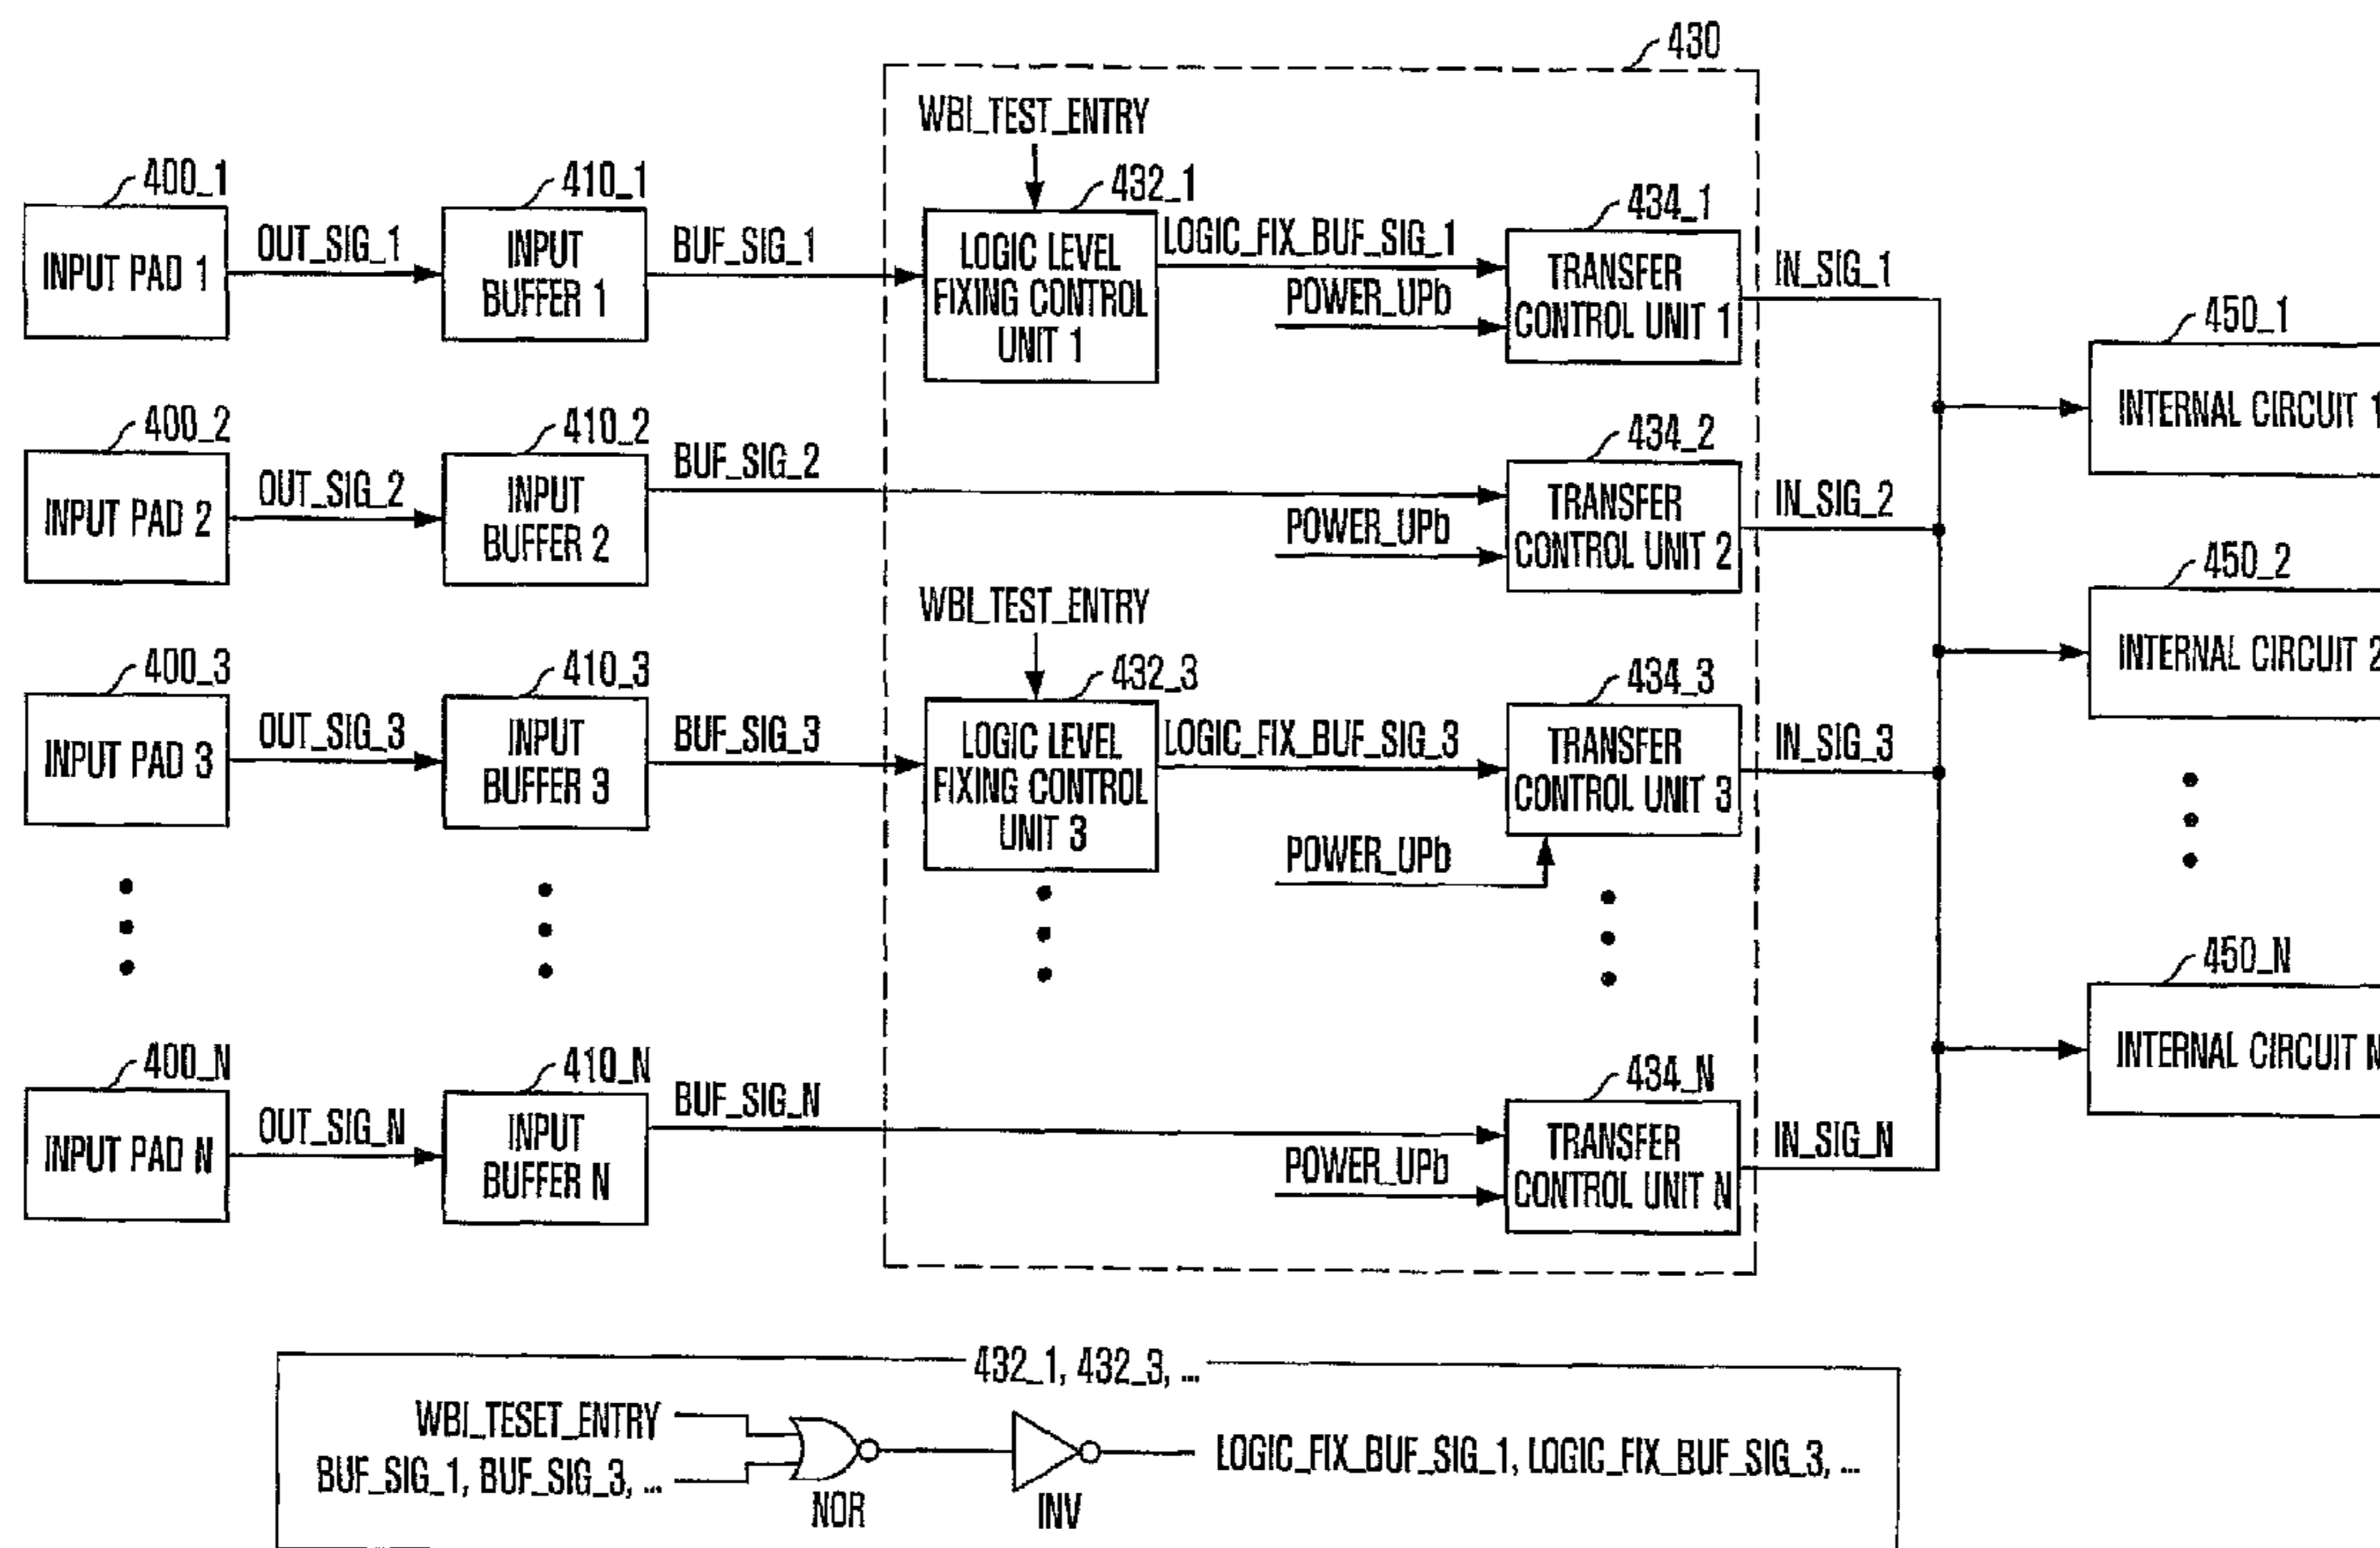 430
WBI_TEST_ENTRY
400_1
410_1
432_1
434_1
INPUT PAD 1
OUT_SIG_1
INPUT
BUFFER 1
BUF_SIG_1
LOGIC LEVEL
FIXING CONTROL
UNIT 1
LOGIC_FIX_BUF_SIG_1
POWER_UPb
TRANSFER
CONTROL UNIT 1
IN_SIG_1
450_1
INTERNAL CIRCUIT 1
400_2
410_2
434_2
INPUT PAD 2
OUT_SIG_2
INPUT
BUFFER 2
BUF_SIG_2
POWER_UPb
TRANSFER
CONTROL UNIT 2
IN_SIG_2
450_2
INTERNAL CIRCUIT 2
WBI_TEST_ENTRY
400_3
410_3
432_3
434_3
INPUT PAD 3
OUT_SIG_3
INPUT
BUFFER 3
BUF_SIG_3
LOGIC LEVEL
FIXING CONTROL
UNIT 3
LOGIC_FIX_BUF_SIG_3
POWER_UPb
TRANSFER
CONTROL UNIT 3
IN_SIG_3
450_N
INTERNAL CIRCUIT N
400_N
410_N
434_N
INPUT PAD N
OUT_SIG_N
INPUT
BUFFER N
BUF_SIG_N
POWER_UPb
TRANSFER
CONTROL UNIT N
IN_SIG_N
432_1, 432_3, ...
WBI_TESET_ENTRY
BUF_SIG_1, BUF_SIG_3, ...
NOR
INV
LOGIC_FIX_BUF_SIG_1, LOGIC_FIX_BUF_SIG_3, ...